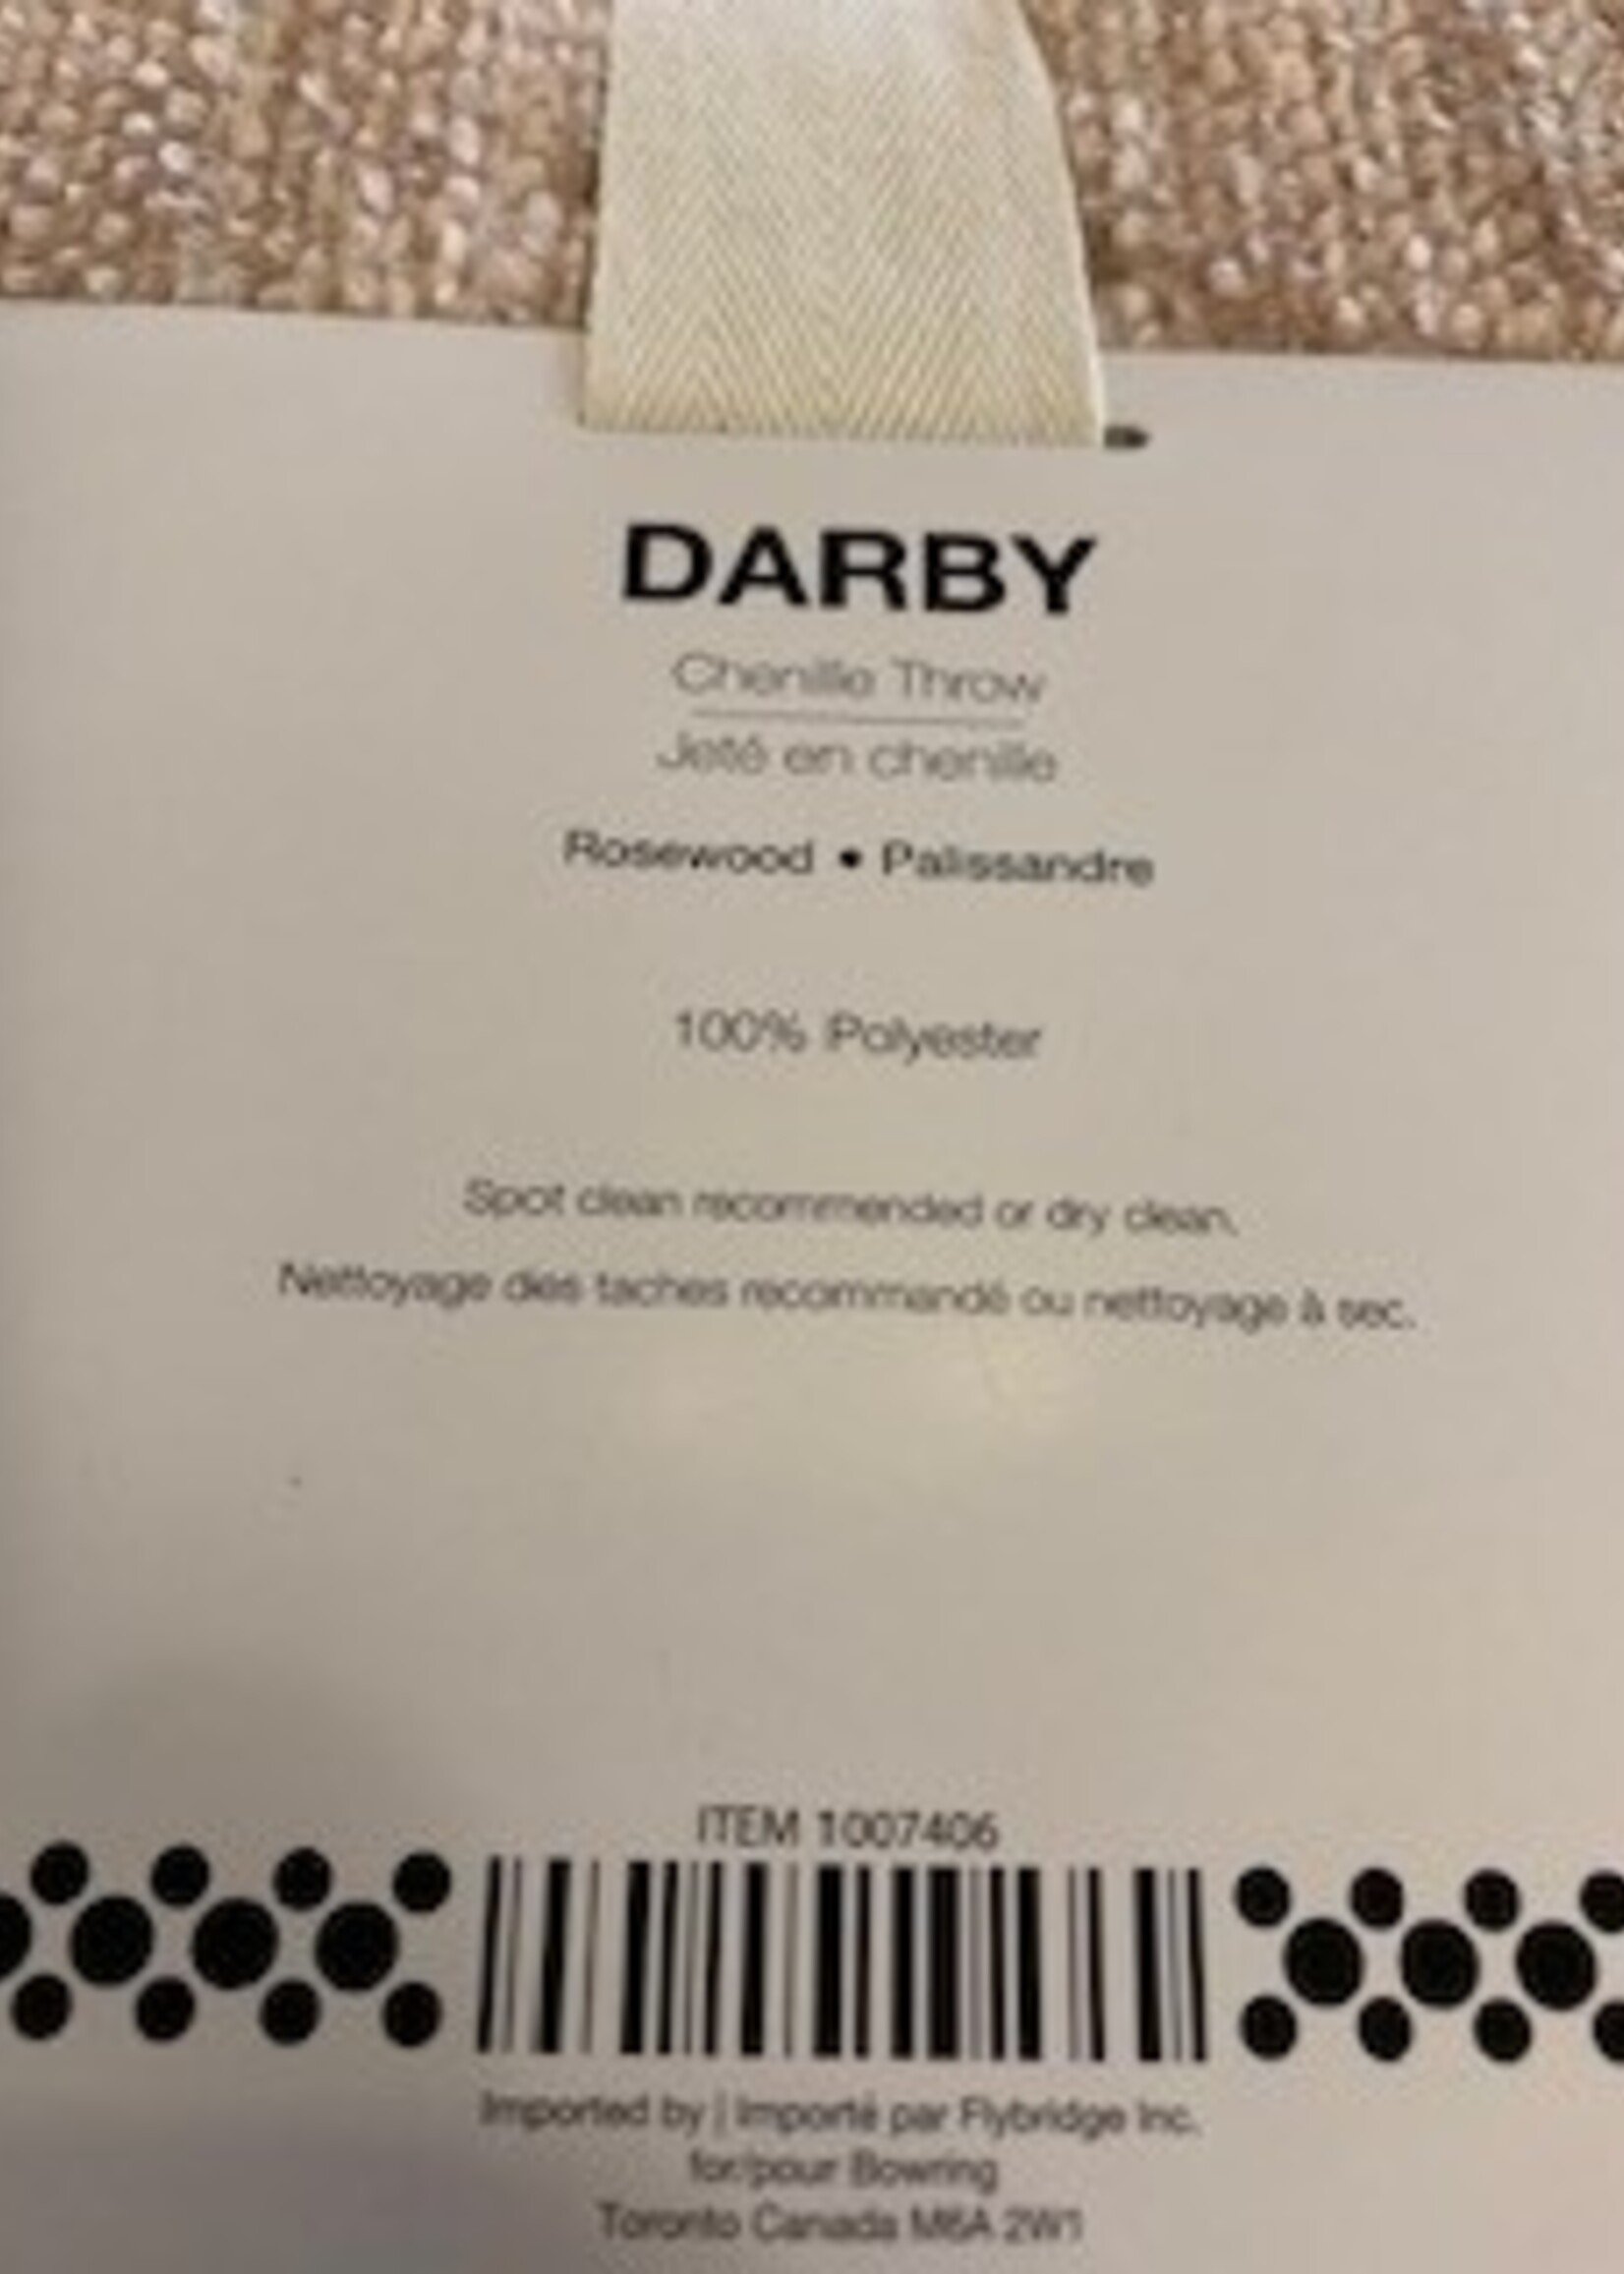 DARBY
Chenille Throw
Jeté en chenille
Rosewood • Palissandre
100% Polyester
Spot clean recommended or dry clean.
Nettoyage des taches recommandé ou nettoyage à sec.
ITEM 1007406
Imported by | Importé par Flybridge Inc.
for/pour Bowring
Toronto Canada M6A 2W1